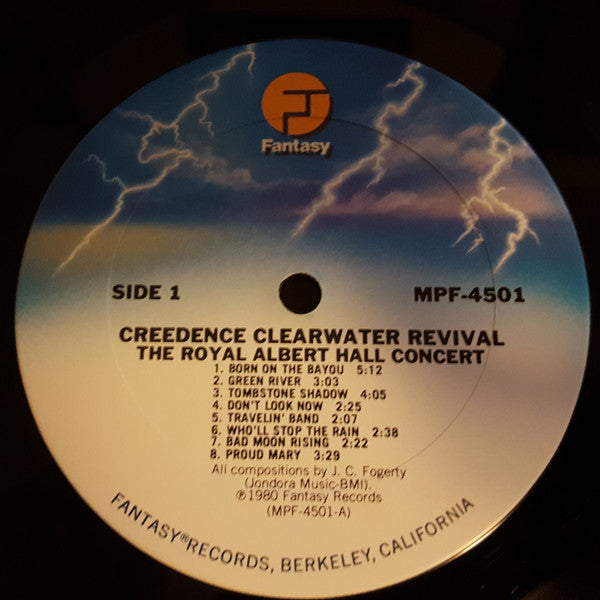 Fantasy
SIDE 1
MPF-4501
CREEDENCE CLEARWATER REVIVAL
THE ROYAL ALBERT HALL CONCERT
1. BORN ON THE BAYOU 5:12
2. GREEN RIVER 3:03
3. TOMBSTONE SHADOW 4:05
4. DON'T LOOK NOW 2:25
5. TRAVELIN' BAND 2:07
6. WHO'LL STOP THE RAIN 2:38
7. BAD MOON RISING 2:22
8. PROUD MARY 3:29
All compositions by J. C. Fogerty
(Jondora Music-BMI).
℗1980 Fantasy Records
(MPF-4501-A)
FANTASY® RECORDS, BERKELEY, CALIFORNIA